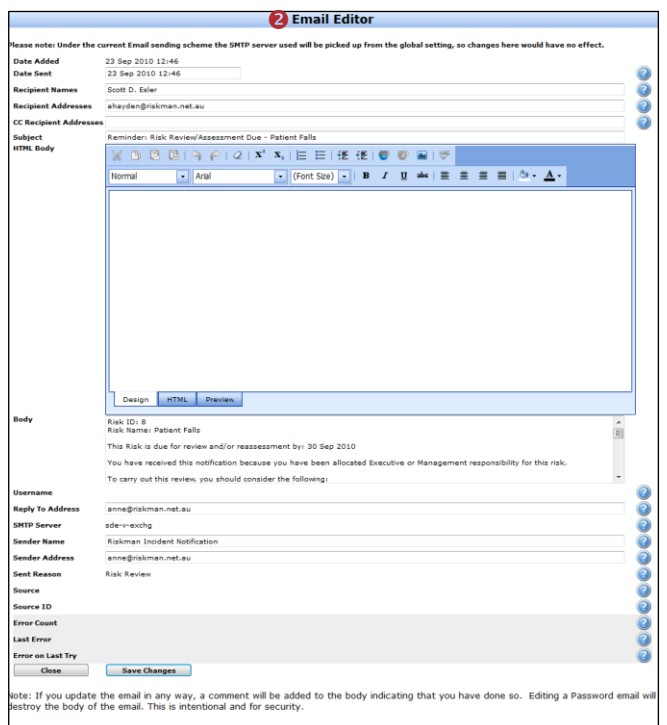 2 Email Editor
Please note: Under the current Email sending scheme the SMTP server used will be picked up from the global setting, so changes here would have no effect.
Date Added 23 Sep 2010 12:46
Date Sent 23 Sep 2010 12:46
Recipient Names Scott D. Esler
Recipient Addresses ahayden@riskman.net.au
CC Recipient Addresses
Subject Reminder: Risk Review/Assessment Due - Patient Falls
HTML Body
Normal Arial (Font Size) B I U abc A
Design HTML Preview
Body Risk ID: 8
Risk Name: Patient Falls
This Risk is due for review and/or reassessment by: 30 Sep 2010
You have received this notification because you have been allocated Executive or Management responsibility for this risk.
To carry out this review, you should consider the following:
Username
Reply To Address anne@riskman.net.au
SMTP Server sde-v-exchg
Sender Name Riskman Incident Notification
Sender Address anne@riskman.net.au
Sent Reason Risk Review
Source
Source ID
Error Count
Last Error
Error on Last Try
Close Save Changes
Note: If you update the email in any way, a comment will be added to the body indicating that you have done so. Editing a Password email will
destroy the body of the email. This is intentional and for security.